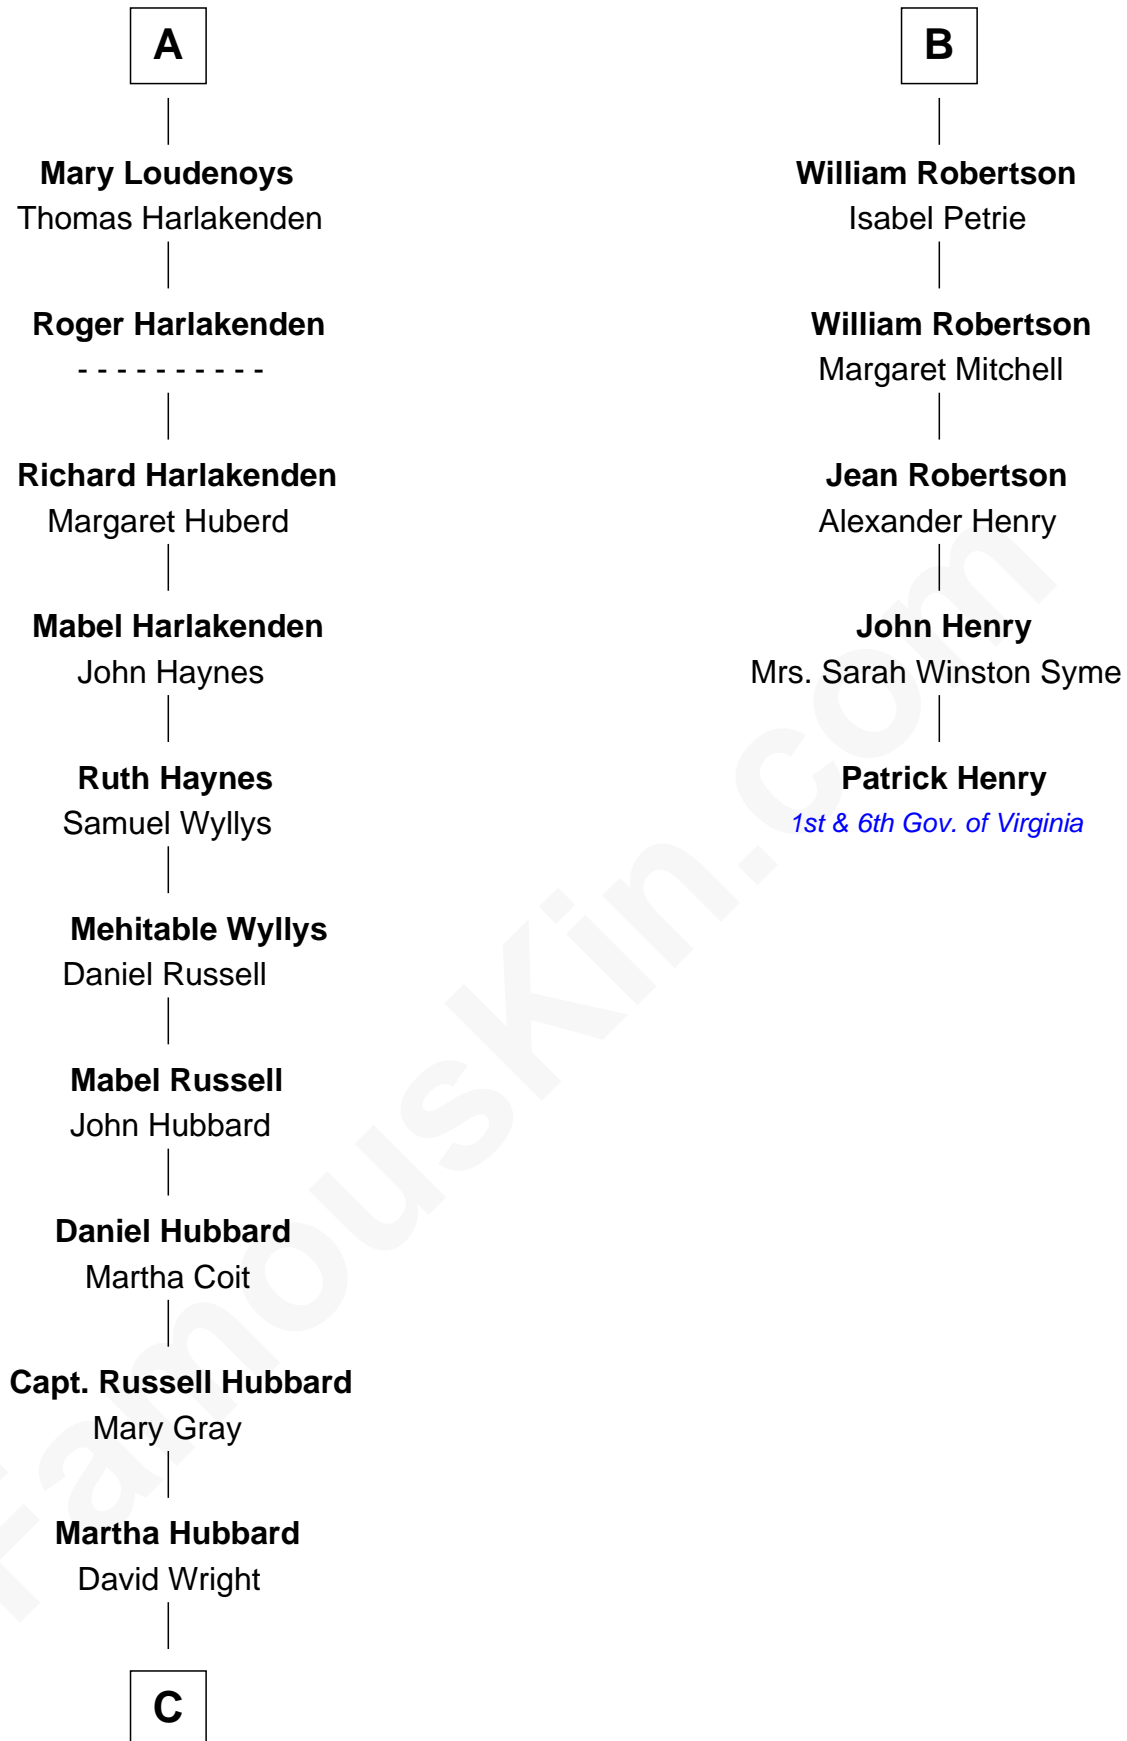 A
Mary Loudenoys
Thomas Harlakenden
Roger Harlakenden
- - - - - - - - - -
Richard Harlakenden
Margaret Huberd
Mabel Harlakenden
John Haynes
Ruth Haynes
Samuel Wyllys
Mehitable Wyllys
Daniel Russell
Mabel Russell
John Hubbard
Daniel Hubbard
Martha Coit
Capt. Russell Hubbard
Mary Gray
Martha Hubbard
David Wright
C
B
William Robertson
Isabel Petrie
William Robertson
Margaret Mitchell
Jean Robertson
Alexander Henry
John Henry
Mrs. Sarah Winston Syme
Patrick Henry
1st & 6th Gov. of Virginia
FamousKin.com